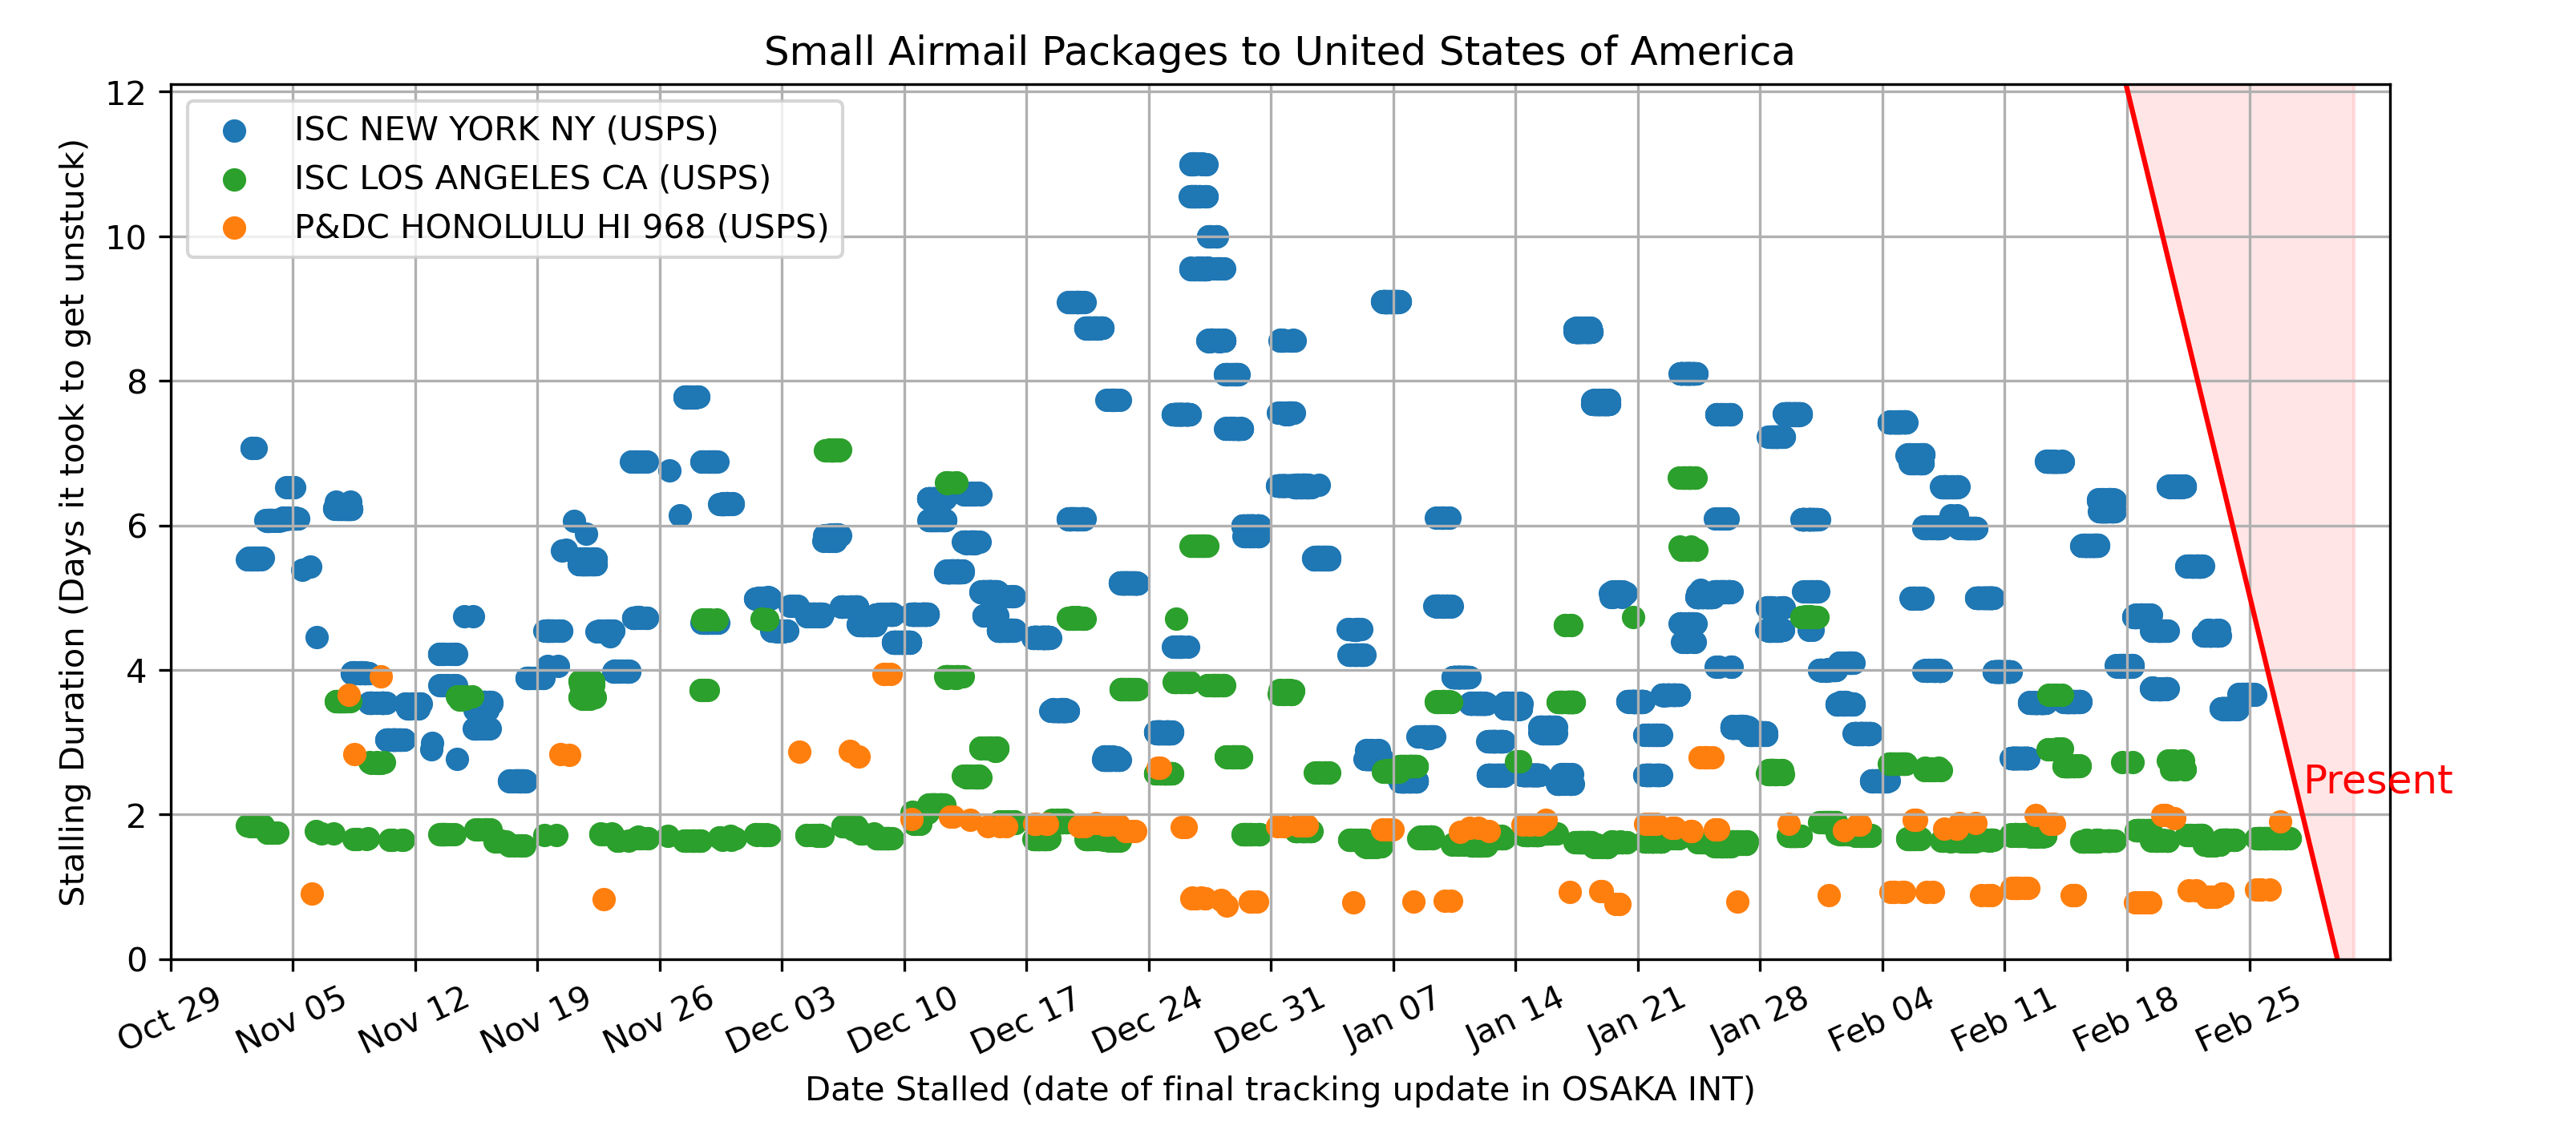 Small Airmail Packages to United States of America
Stalling Duration (Days it took to get unstuck)
12
10
8
6
4
2
0
ISC NEW YORK NY (USPS)
ISC LOS ANGELES CA (USPS)
P&DC HONOLULU HI 968 (USPS)
Present
Oct 29
Nov 05
Nov 12
Nov 19
Nov 26
Dec 03
Dec 10
Dec 17
Dec 24
Dec 31
Jan 07
Jan 14
Jan 21
Jan 28
Feb 04
Feb 11
Feb 18
Feb 25
Date Stalled (date of final tracking update in OSAKA INT)